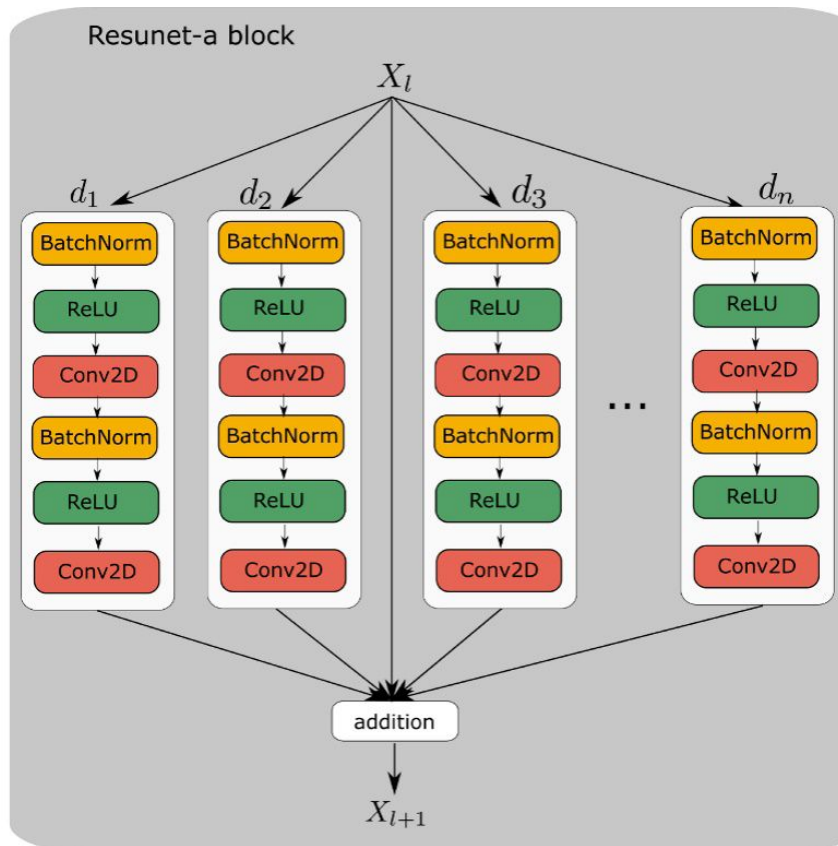 Resunet-a block
X_l
d_1 d_2 d_3 d_n
BatchNorm BatchNorm BatchNorm BatchNorm
ReLU ReLU ReLU ReLU
Conv2D Conv2D Conv2D Conv2D
...
BatchNorm BatchNorm BatchNorm BatchNorm
ReLU ReLU ReLU ReLU
Conv2D Conv2D Conv2D Conv2D
addition
X_{l+1}